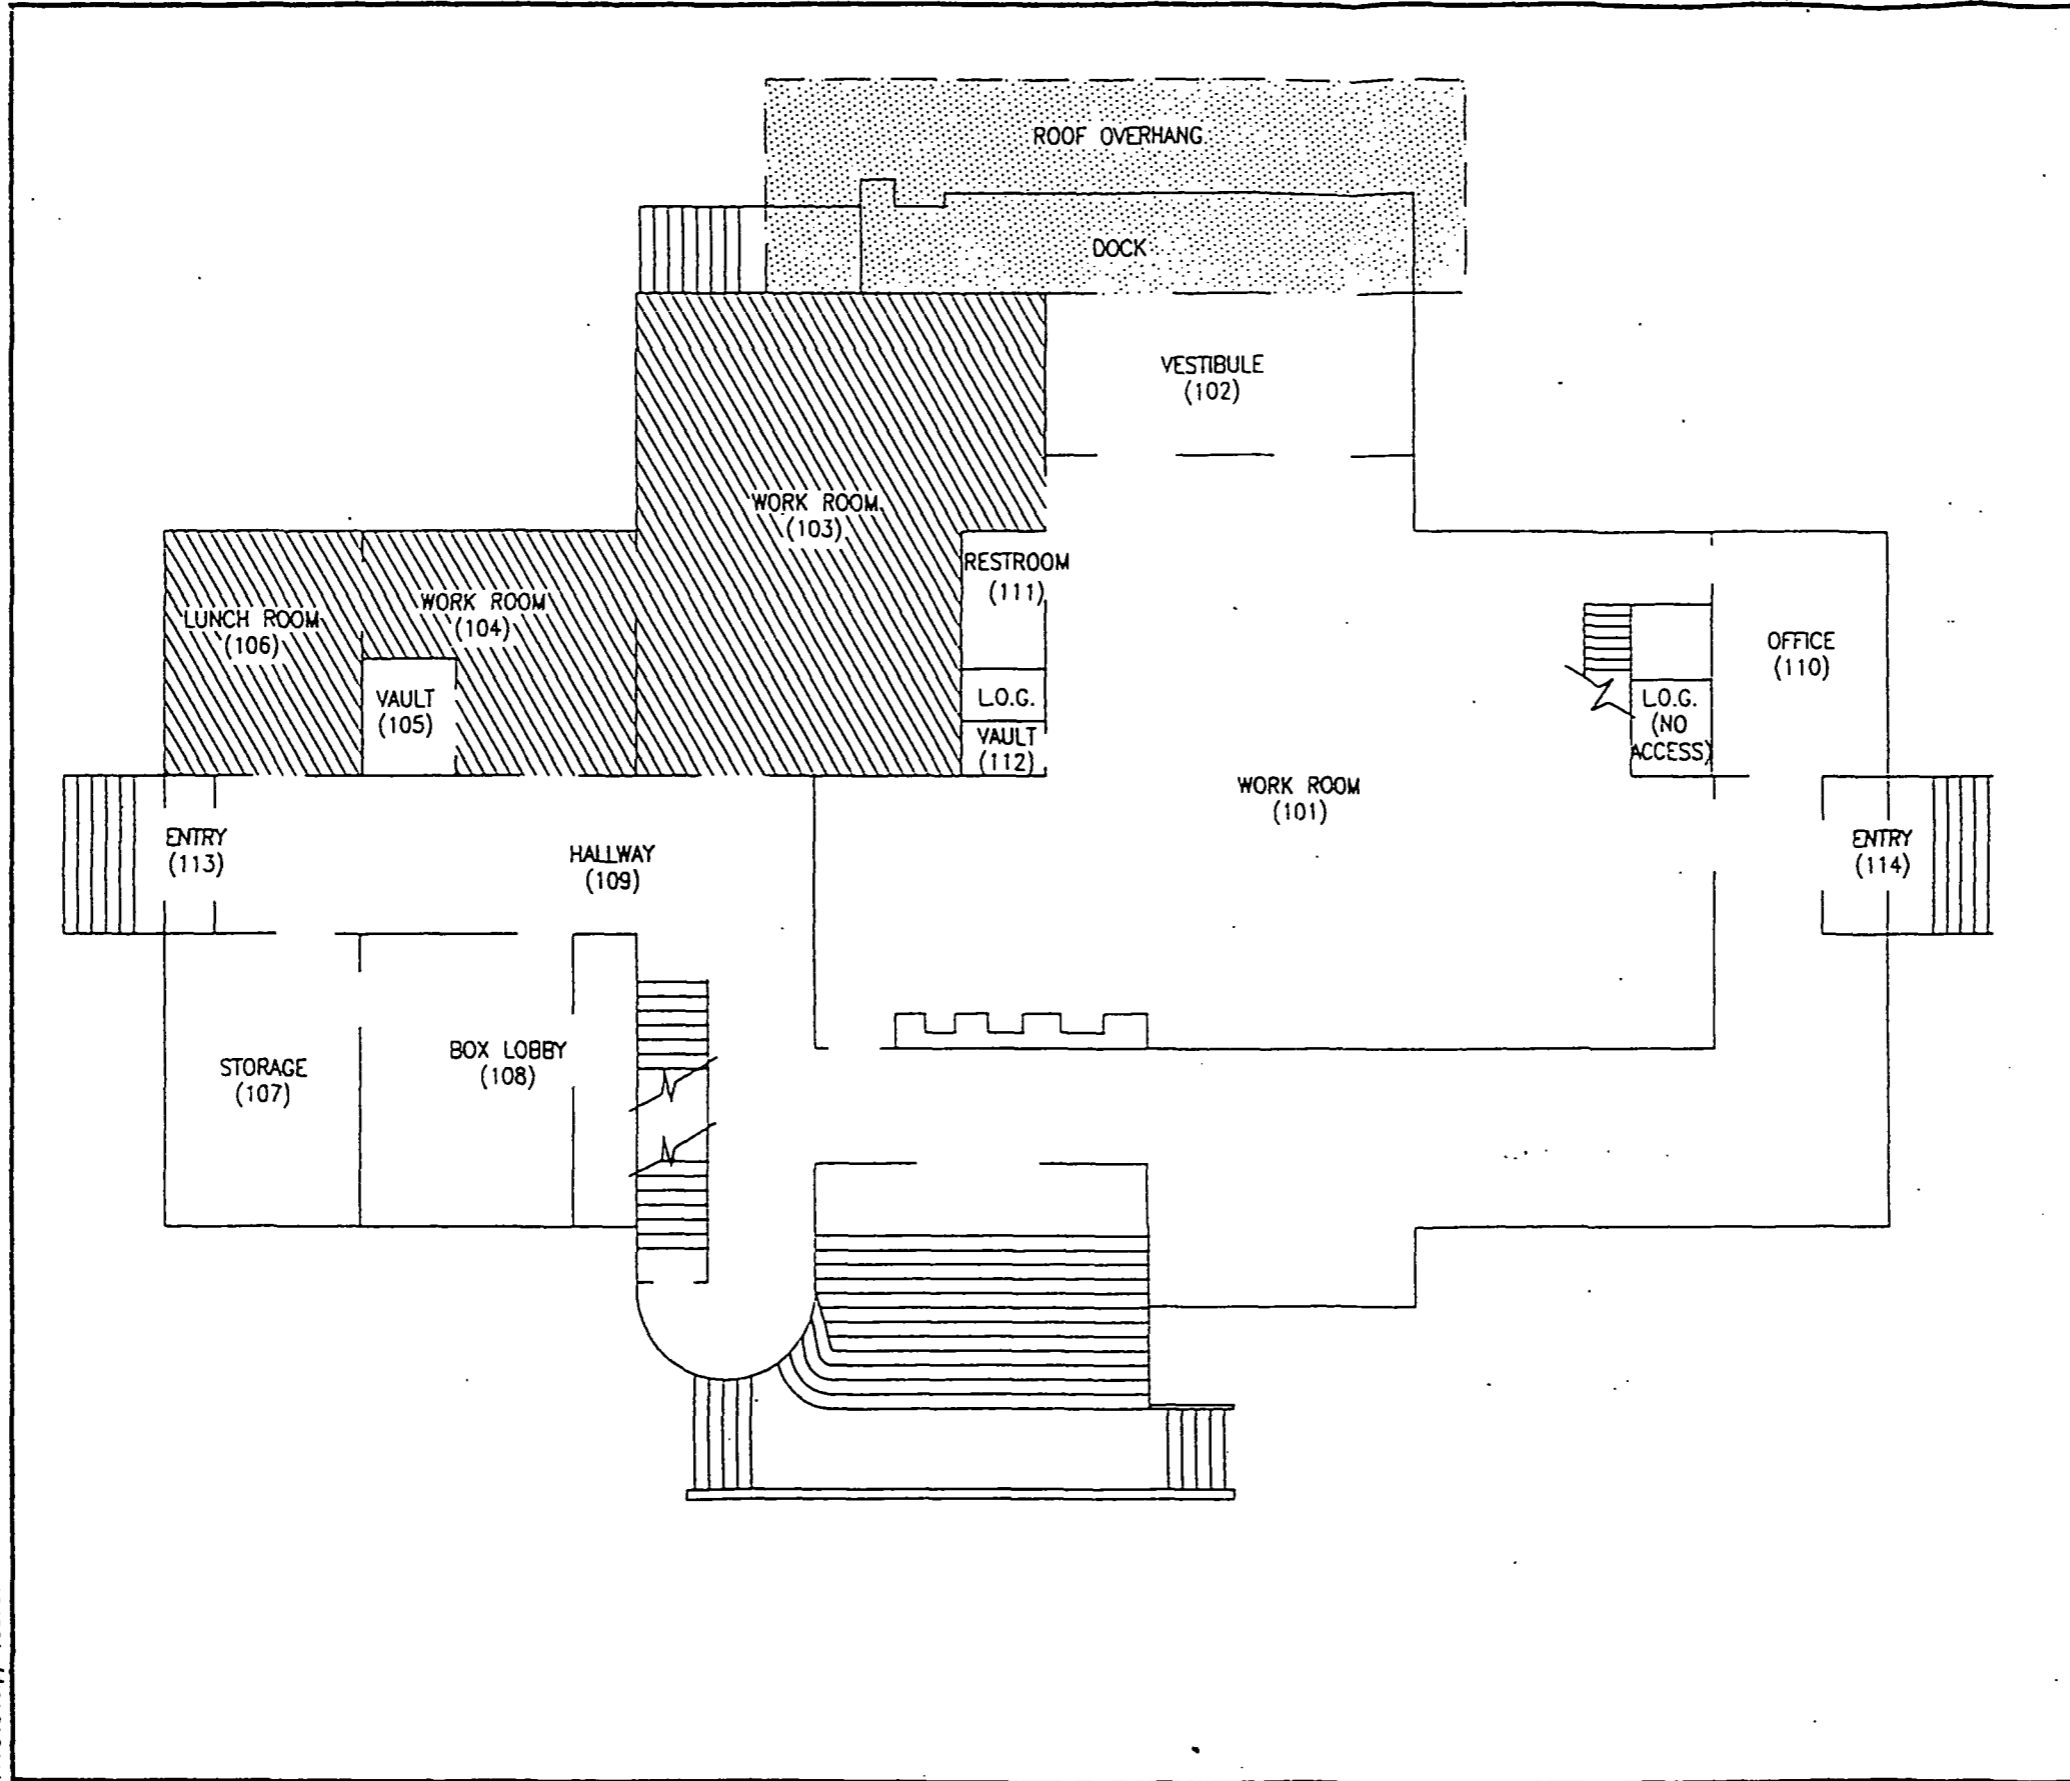 ROOF OVERHANG
DOCK
VESTIBULE
(102)
WORK ROOM
(103)
RESTROOM
(111)
LUNCH ROOM
(106)
WORK ROOM
(104)
OFFICE
(110)
VAULT
(105)
L.O.G.
L.O.G.
(NO
ACCESS)
VAULT
(112)
WORK ROOM
(101)
ENTRY
(113)
HALLWAY
(109)
ENTRY
(114)
STORAGE
(107)
BOX LOBBY
(108)